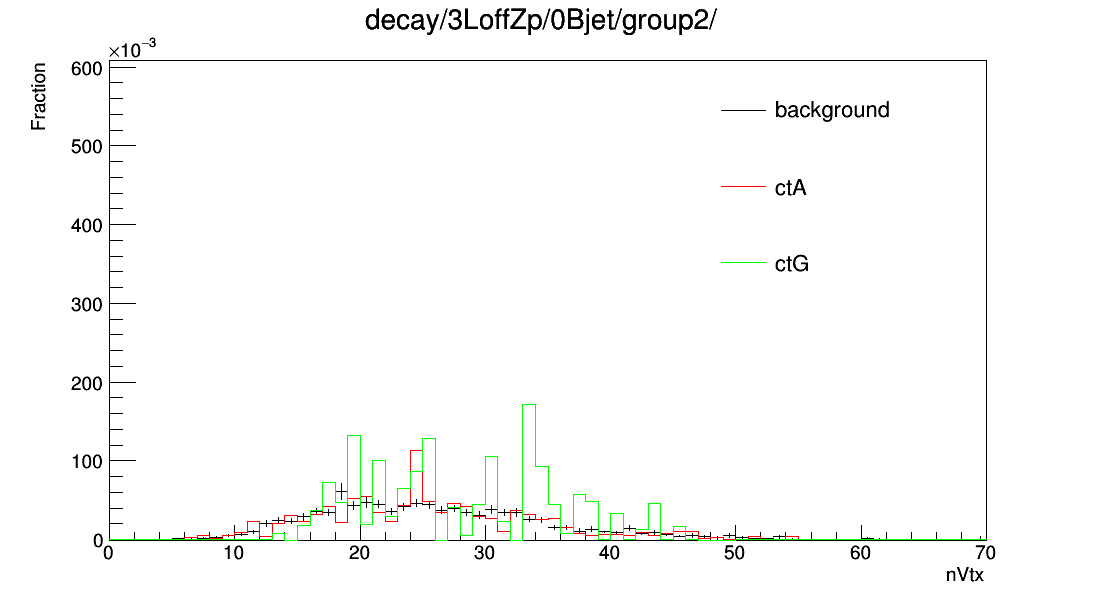 decay/3LoffZp/0Bjet/group2/
×10⁻³
Fraction
600
500
400
300
200
100
0
background
ctA
ctG
0 10 20 30 40 50 60 70
nVtx